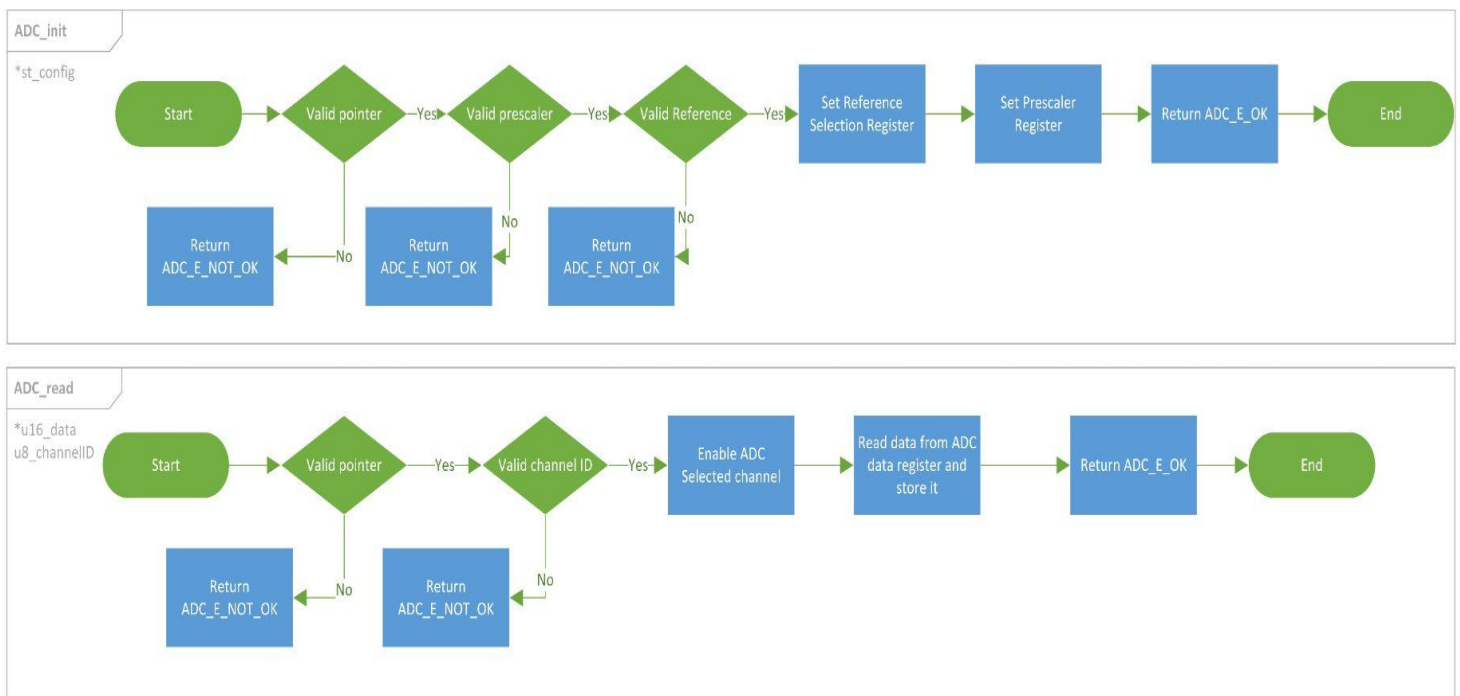 ADC_init
*st_config
Start
Valid pointer
Yes
Valid prescaler
Yes
Valid Reference
Yes
Set Reference
Selection Register
Set Prescaler
Register
Return ADC_E_OK
End
No
Return
ADC_E_NOT_OK
No
Return
ADC_E_NOT_OK
No
Return
ADC_E_NOT_OK
ADC_read
*u16_data
u8_channelID
Start
Valid pointer
Yes
Valid channel ID
Yes
Enable ADC
Selected channel
Read data from ADC
data register and
store it
Return ADC_E_OK
End
No
Return
ADC_E_NOT_OK
No
Return
ADC_E_NOT_OK